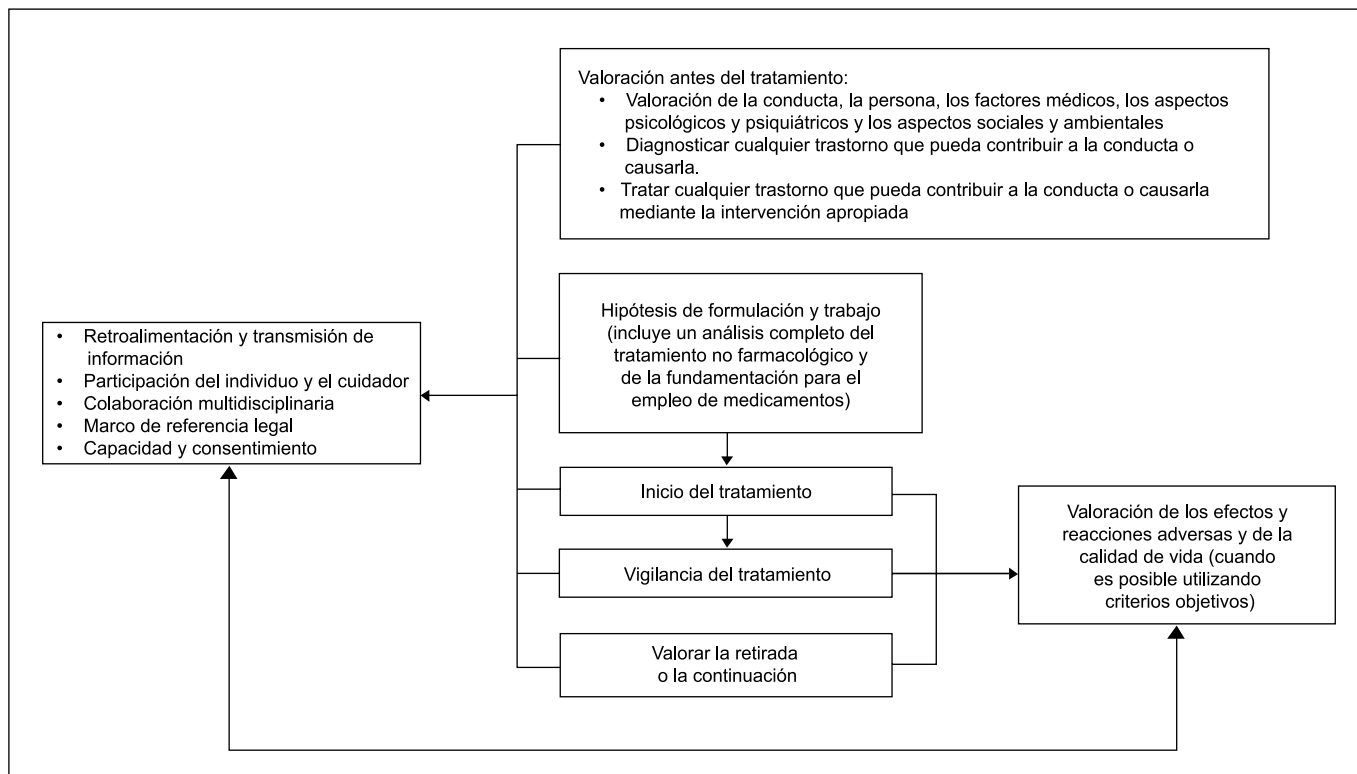 Valoración antes del tratamiento:
• Valoración de la conducta, la persona, los factores médicos, los aspectos
psicológicos y psiquiátricos y los aspectos sociales y ambientales
• Diagnosticar cualquier trastorno que pueda contribuir a la conducta o
causarla.
• Tratar cualquier trastorno que pueda contribuir a la conducta o causarla
mediante la intervención apropiada
Hipótesis de formulación y trabajo
(incluye un análisis completo del
tratamiento no farmacológico y
de la fundamentación para el
empleo de medicamentos)
• Retroalimentación y transmisión de
información
• Participación del individuo y el cuidador
• Colaboración multidisciplinaria
• Marco de referencia legal
• Capacidad y consentimiento
Inicio del tratamiento
Vigilancia del tratamiento
Valorar la retirada
o la continuación
Valoración de los efectos y
reacciones adversas y de la
calidad de vida (cuando
es posible utilizando
criterios objetivos)